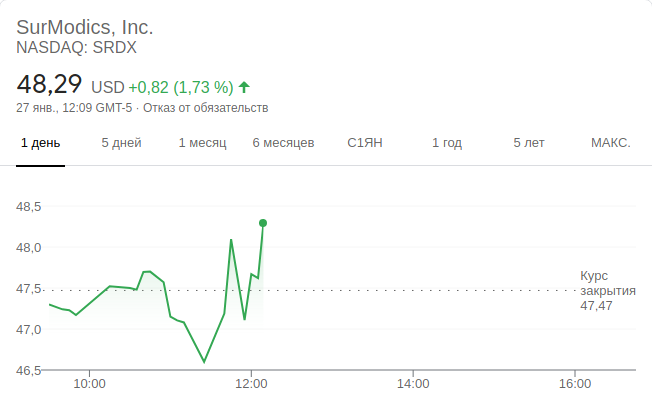 SurModics, Inc.
NASDAQ: SRDX
48,29 USD +0,82 (1,73 %)
27 янв., 12:09 GMT-5 · Отказ от обязательств
1 день 5 дней 1 месяц 6 месяцев С1ЯН 1 год 5 лет МАКС.
48,5
48,0
47,5
47,0
46,5
Курс
закрытия
47,47
10:00 12:00 14:00 16:00